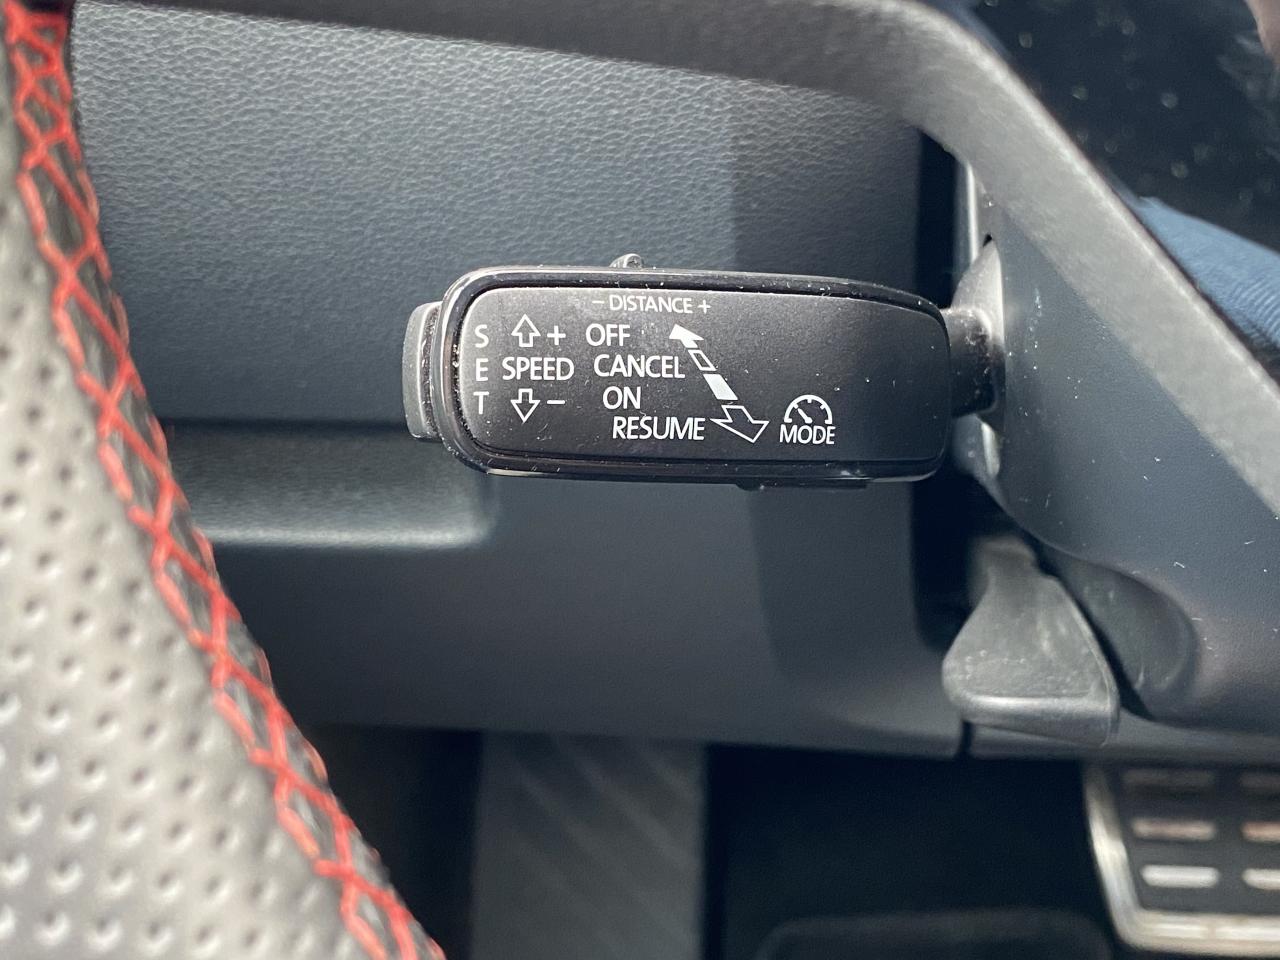 − DISTANCE +
S + OFF
E SPEED CANCEL
T − ON
RESUME MODE